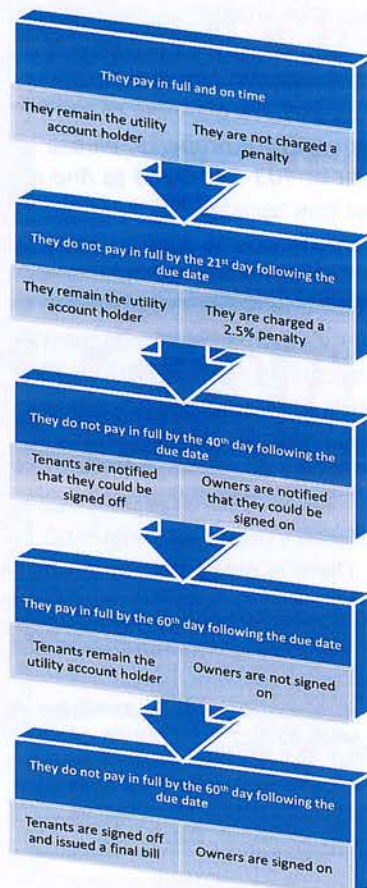 They pay in full and on time
They remain the utility
account holder
They are not charged a
penalty
They do not pay in full by the 21st day following the
due date
They remain the utility
account holder
They are charged a
2.5% penalty
They do not pay in full by the 40th day following the
due date
Tenants are notified
that they could be
signed off
Owners are notified
that they could be
signed on
They pay in full by the 60th day following the due date
Tenants remain the
utility account holder
Owners are not signed
on
They do not pay in full by the 60th day following the
due date
Tenants are signed off
and issued a final bill
Owners are signed on